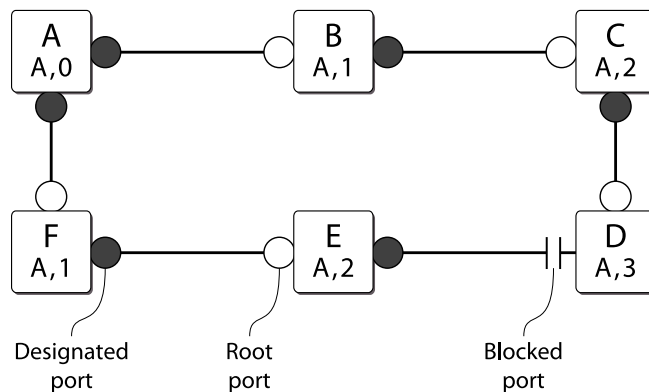 A
A,0
B
A,1
C
A,2
F
A,1
E
A,2
D
A,3
Designated
port
Root
port
Blocked
port